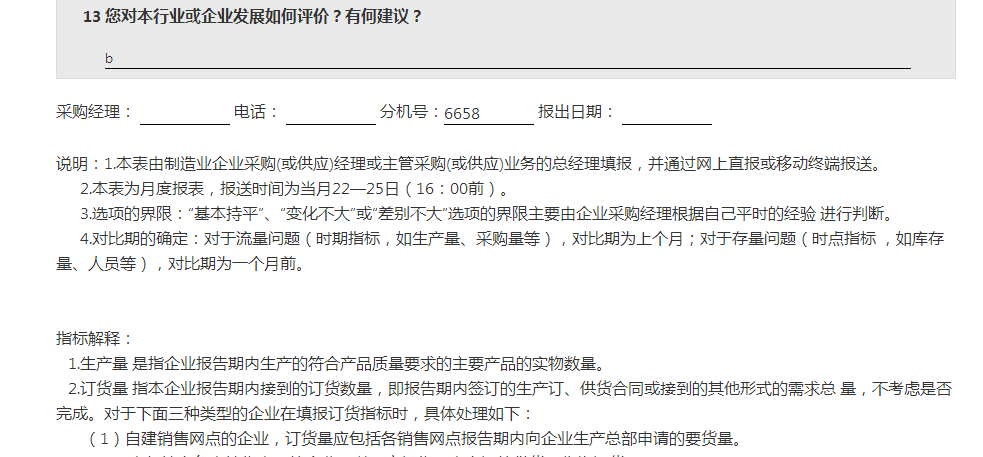 13 您对本行业或企业发展如何评价？有何建议？
b
采购经理： 电话： 分机号：6658 报出日期：
说明：1.本表由制造业企业采购(或供应)经理或主管采购(或供应)业务的总经理填报，并通过网上直报或移动终端报送。
2.本表为月度报表，报送时间为当月22—25日（16：00前）。
3.选项的界限："基本持平"、"变化不大"或"差别不大"选项的界限主要由企业采购经理根据自己平时的经验 进行判断。
4.对比期的确定：对于流量问题（时期指标，如生产量、采购量等），对比期为上个月；对于存量问题（时点指标 ，如库存
量、人员等），对比期为一个月前。
指标解释：
1.生产量 是指企业报告期内生产的符合产品质量要求的主要产品的实物数量。
2.订货量 指本企业报告期内接到的订货数量，即报告期内签订的生产订、供货合同或接到的其他形式的需求总 量，不考虑是否
完成。对于下面三种类型的企业在填报订货指标时，具体处理如下：
（1）自建销售网点的企业，订货量应包括各销售网点报告期内向企业生产总部申请的要货量。